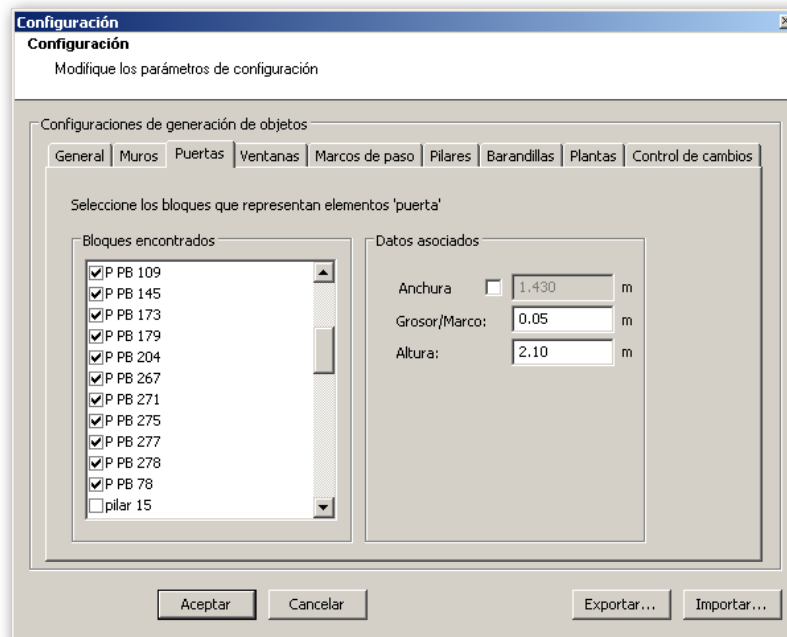 Configuración
Configuración
Modifique los parámetros de configuración
Configuraciones de generación de objetos
General Muros Puertas Ventanas Marcos de paso Pilares Barandillas Plantas Control de cambios
Seleccione los bloques que representan elementos 'puerta'
Bloques encontrados
P PB 109
P PB 145
P PB 173
P PB 179
P PB 204
P PB 267
P PB 271
P PB 275
P PB 277
P PB 278
P PB 78
pilar 15
Datos asociados
Anchura 1.430 m
Grosor/Marco: 0.05 m
Altura: 2.10 m
Aceptar Cancelar Exportar... Importar...